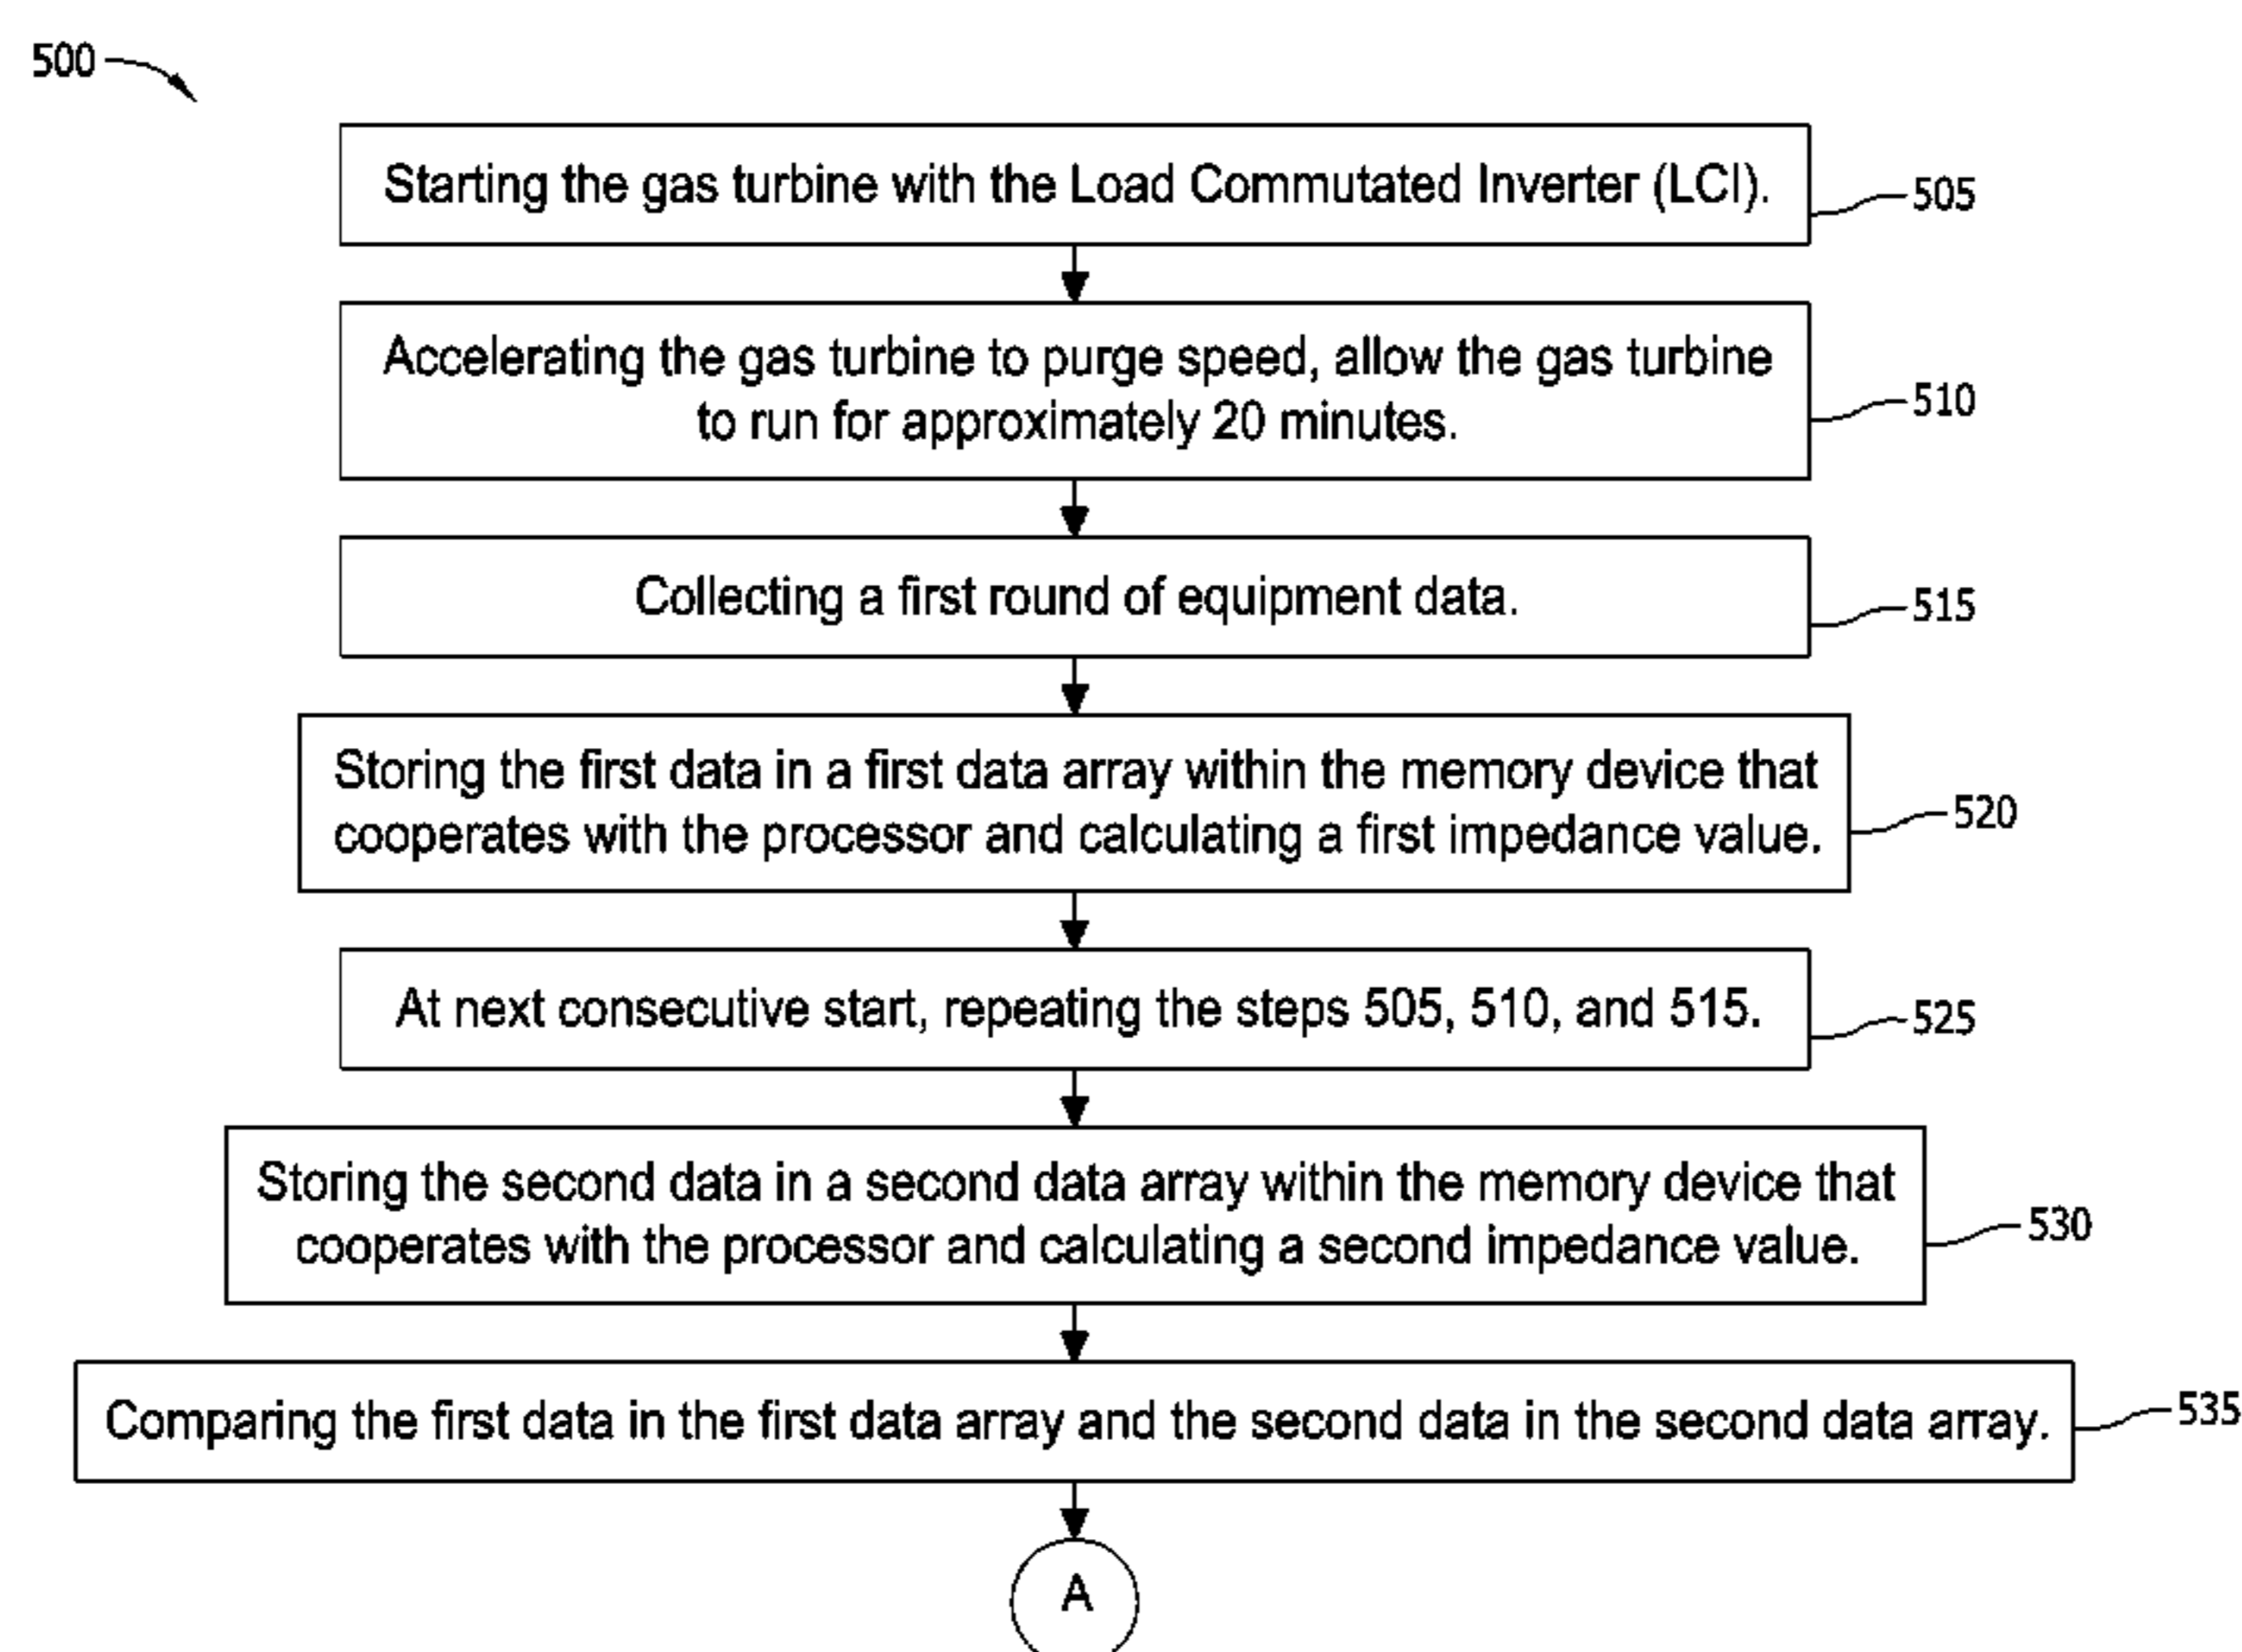 500
Starting the gas turbine with the Load Commutated Inverter (LCI).
505
Accelerating the gas turbine to purge speed, allow the gas turbine
to run for approximately 20 minutes.
510
Collecting a first round of equipment data.
515
Storing the first data in a first data array within the memory device that
cooperates with the processor and calculating a first impedance value.
520
At next consecutive start, repeating the steps 505, 510, and 515.
525
Storing the second data in a second data array within the memory device that
cooperates with the processor and calculating a second impedance value.
530
Comparing the first data in the first data array and the second data in the second data array.
535
A